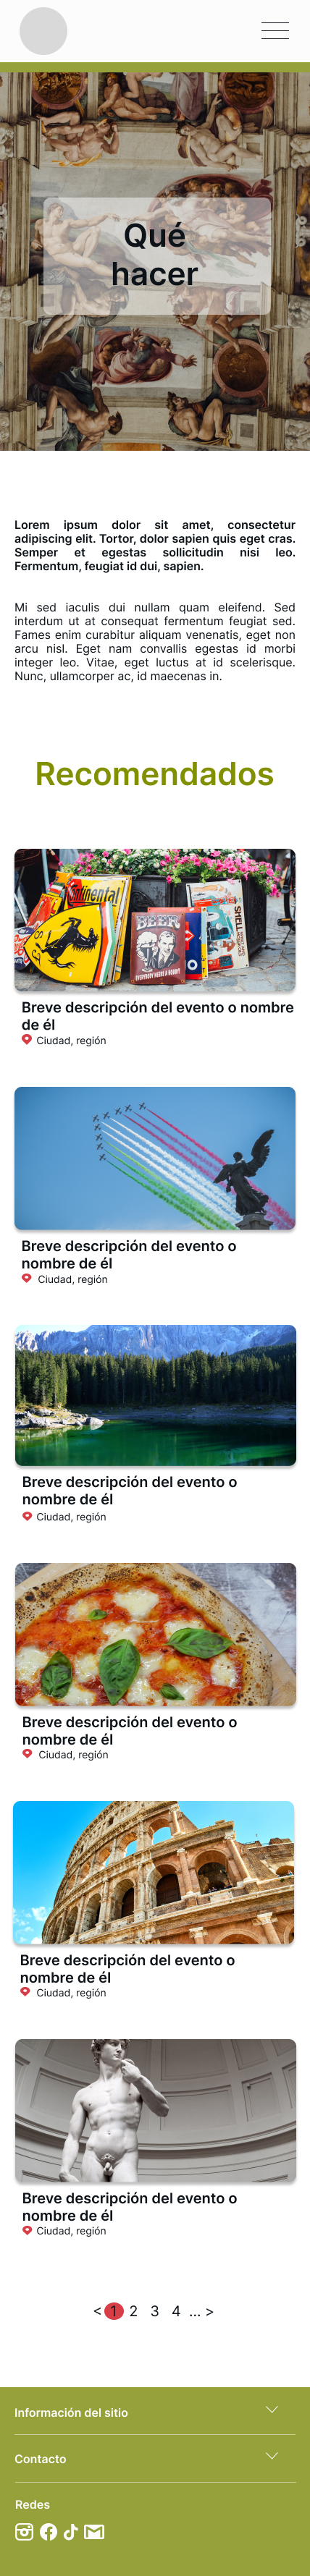 Qué
hacer
Lorem ipsum dolor sit amet, consectetur
adipiscing elit. Tortor, dolor sapien quis eget cras.
Semper et egestas sollicitudin nisi leo.
Fermentum, feugiat id dui, sapien.
Mi sed iaculis dui nullam quam eleifend. Sed
interdum ut at consequat fermentum feugiat sed.
Fames enim curabitur aliquam venenatis, eget non
arcu nisl. Eget nam convallis egestas id morbi
integer leo. Vitae, eget luctus at id scelerisque.
Nunc, ullamcorper ac, id maecenas in.
Recomendados
Continental
BEER
SHELL
Breve descripción del evento o nombre
de él
Ciudad, región
Breve descripción del evento o
nombre de él
Ciudad, región
Breve descripción del evento o
nombre de él
Ciudad, región
Breve descripción del evento o
nombre de él
Ciudad, región
Breve descripción del evento o
nombre de él
Ciudad, región
Breve descripción del evento o
nombre de él
Ciudad, región
< 1 2 3 4 ... >
Información del sitio
Contacto
Redes